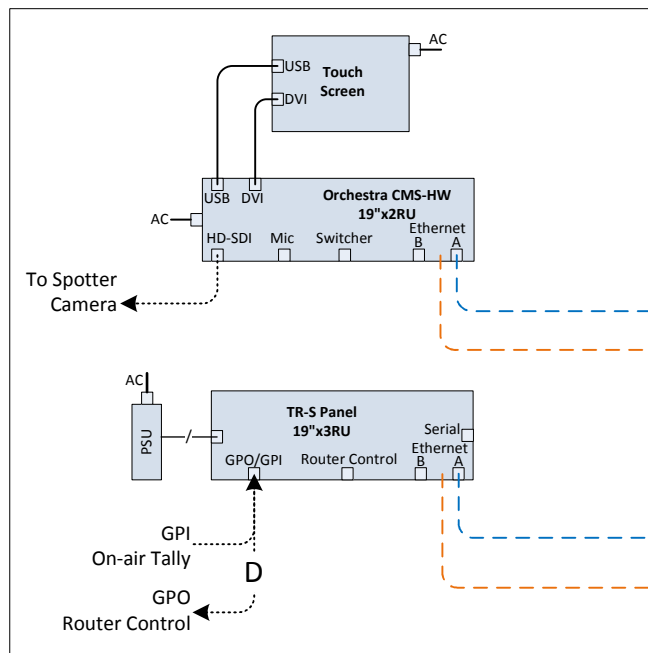 AC
USB
Touch
Screen
DVI
USB DVI
Orchestra CMS-HW
19"x2RU
AC
Ethernet
HD-SDI Mic Switcher B A
To Spotter
Camera
AC
TR-S Panel
19"x3RU
PSU
Serial
Ethernet
GPO/GPI Router Control B A
GPI
On-air Tally
D
GPO
Router Control